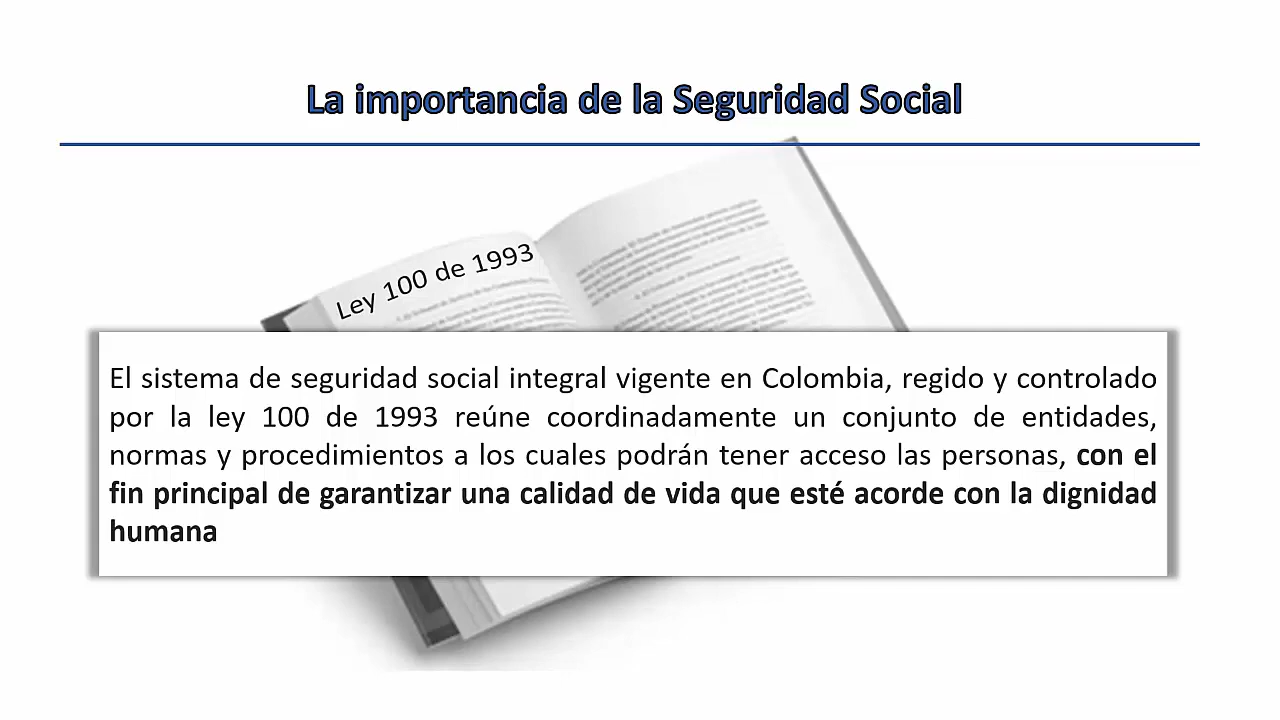 La importancia de la Seguridad Social
Ley 100 de 1993
El sistema de seguridad social integral vigente en Colombia, regido y controlado
por la ley 100 de 1993 reúne coordinadamente un conjunto de entidades,
normas y procedimientos a los cuales podrán tener acceso las personas, con el
fin principal de garantizar una calidad de vida que esté acorde con la dignidad
humana